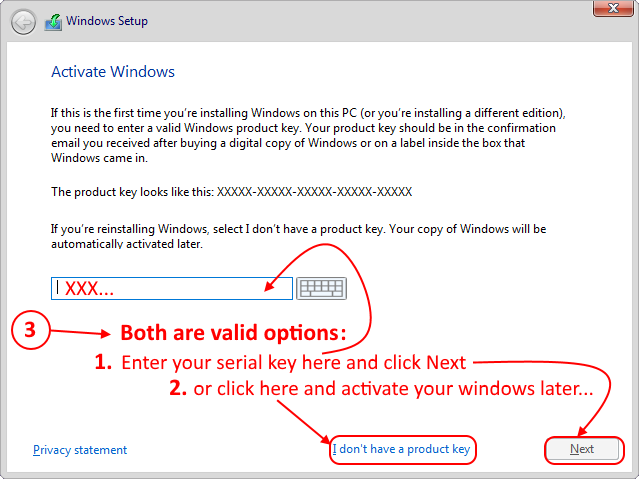 Windows Setup
Activate Windows
If this is the first time you're installing Windows on this PC (or you're installing a different edition),
you need to enter a valid Windows product key. Your product key should be in the confirmation
email you received after buying a digital copy of Windows or on a label inside the box that
Windows came in.
The product key looks like this: XXXXX-XXXXX-XXXXX-XXXXX-XXXXX
If you're reinstalling Windows, select I don't have a product key. Your copy of Windows will be
automatically activated later.
XXX...
3 Both are valid options:
1. Enter your serial key here and click Next
2. or click here and activate your windows later...
Privacy statement I don't have a product key Next